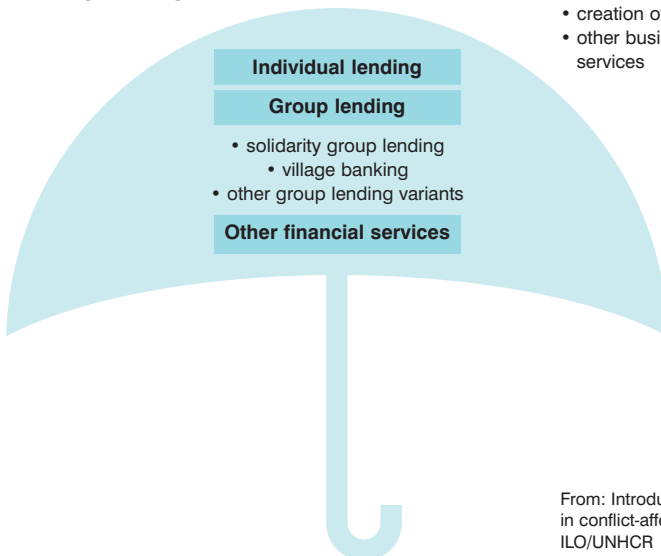 • creation o
• other busi
services
Individual lending
Group lending
• solidarity group lending
• village banking
• other group lending variants
Other financial services
From: Introdu
in conflict-affe
ILO/UNHCR